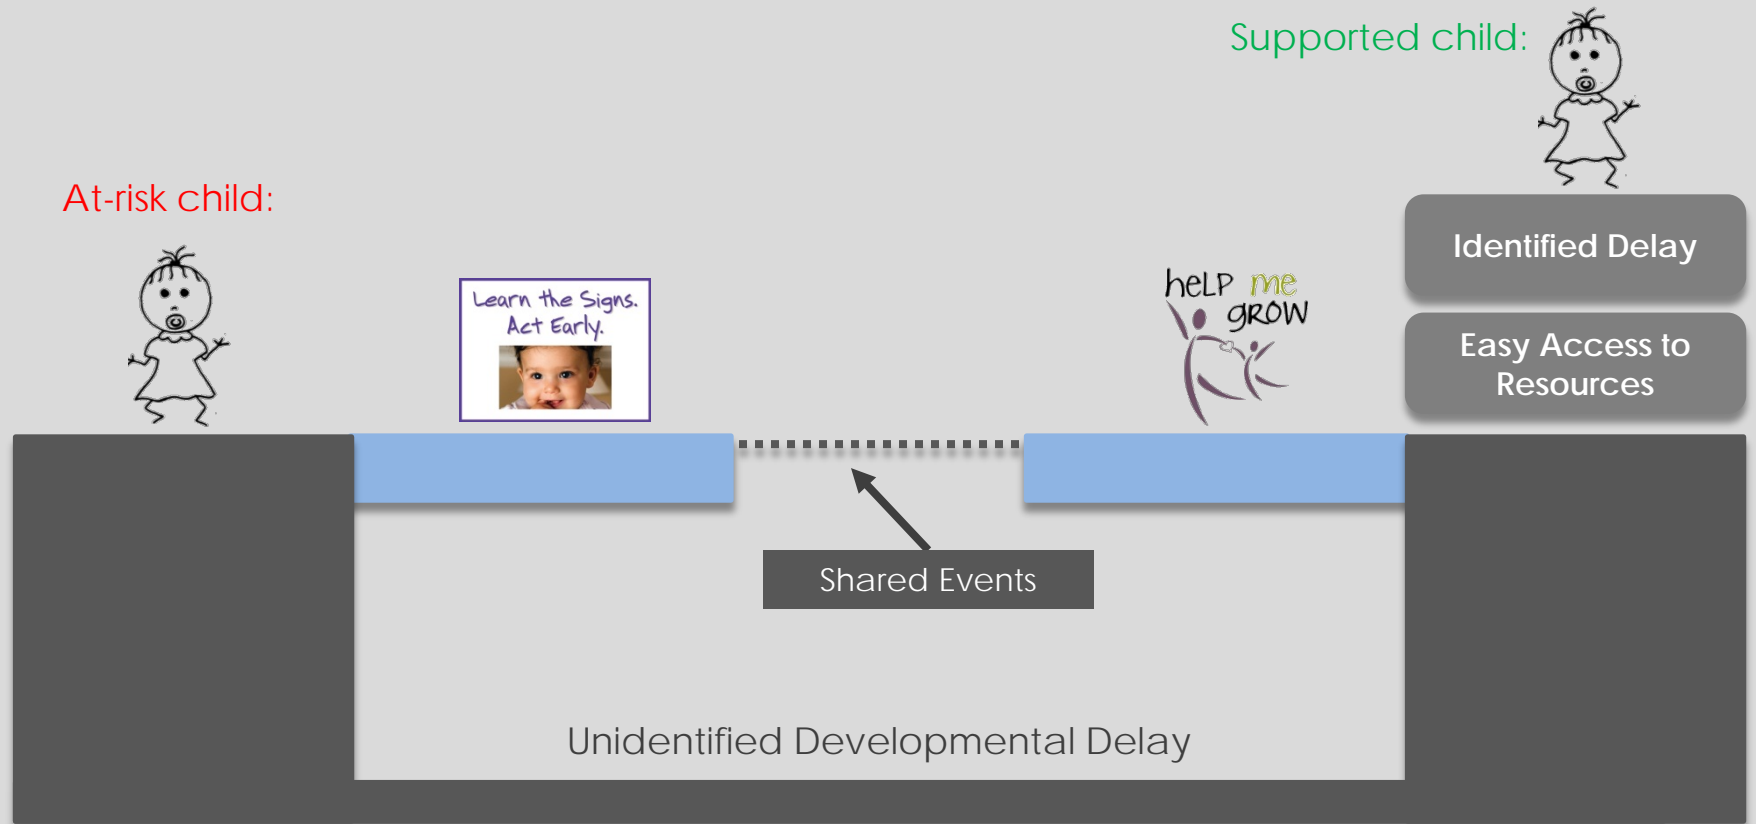 Supported child:
At-risk child:
Learn the Signs.
Act Early.
heLP me
gROW
Identified Delay
Easy Access to
Resources
Shared Events
Unidentified Developmental Delay